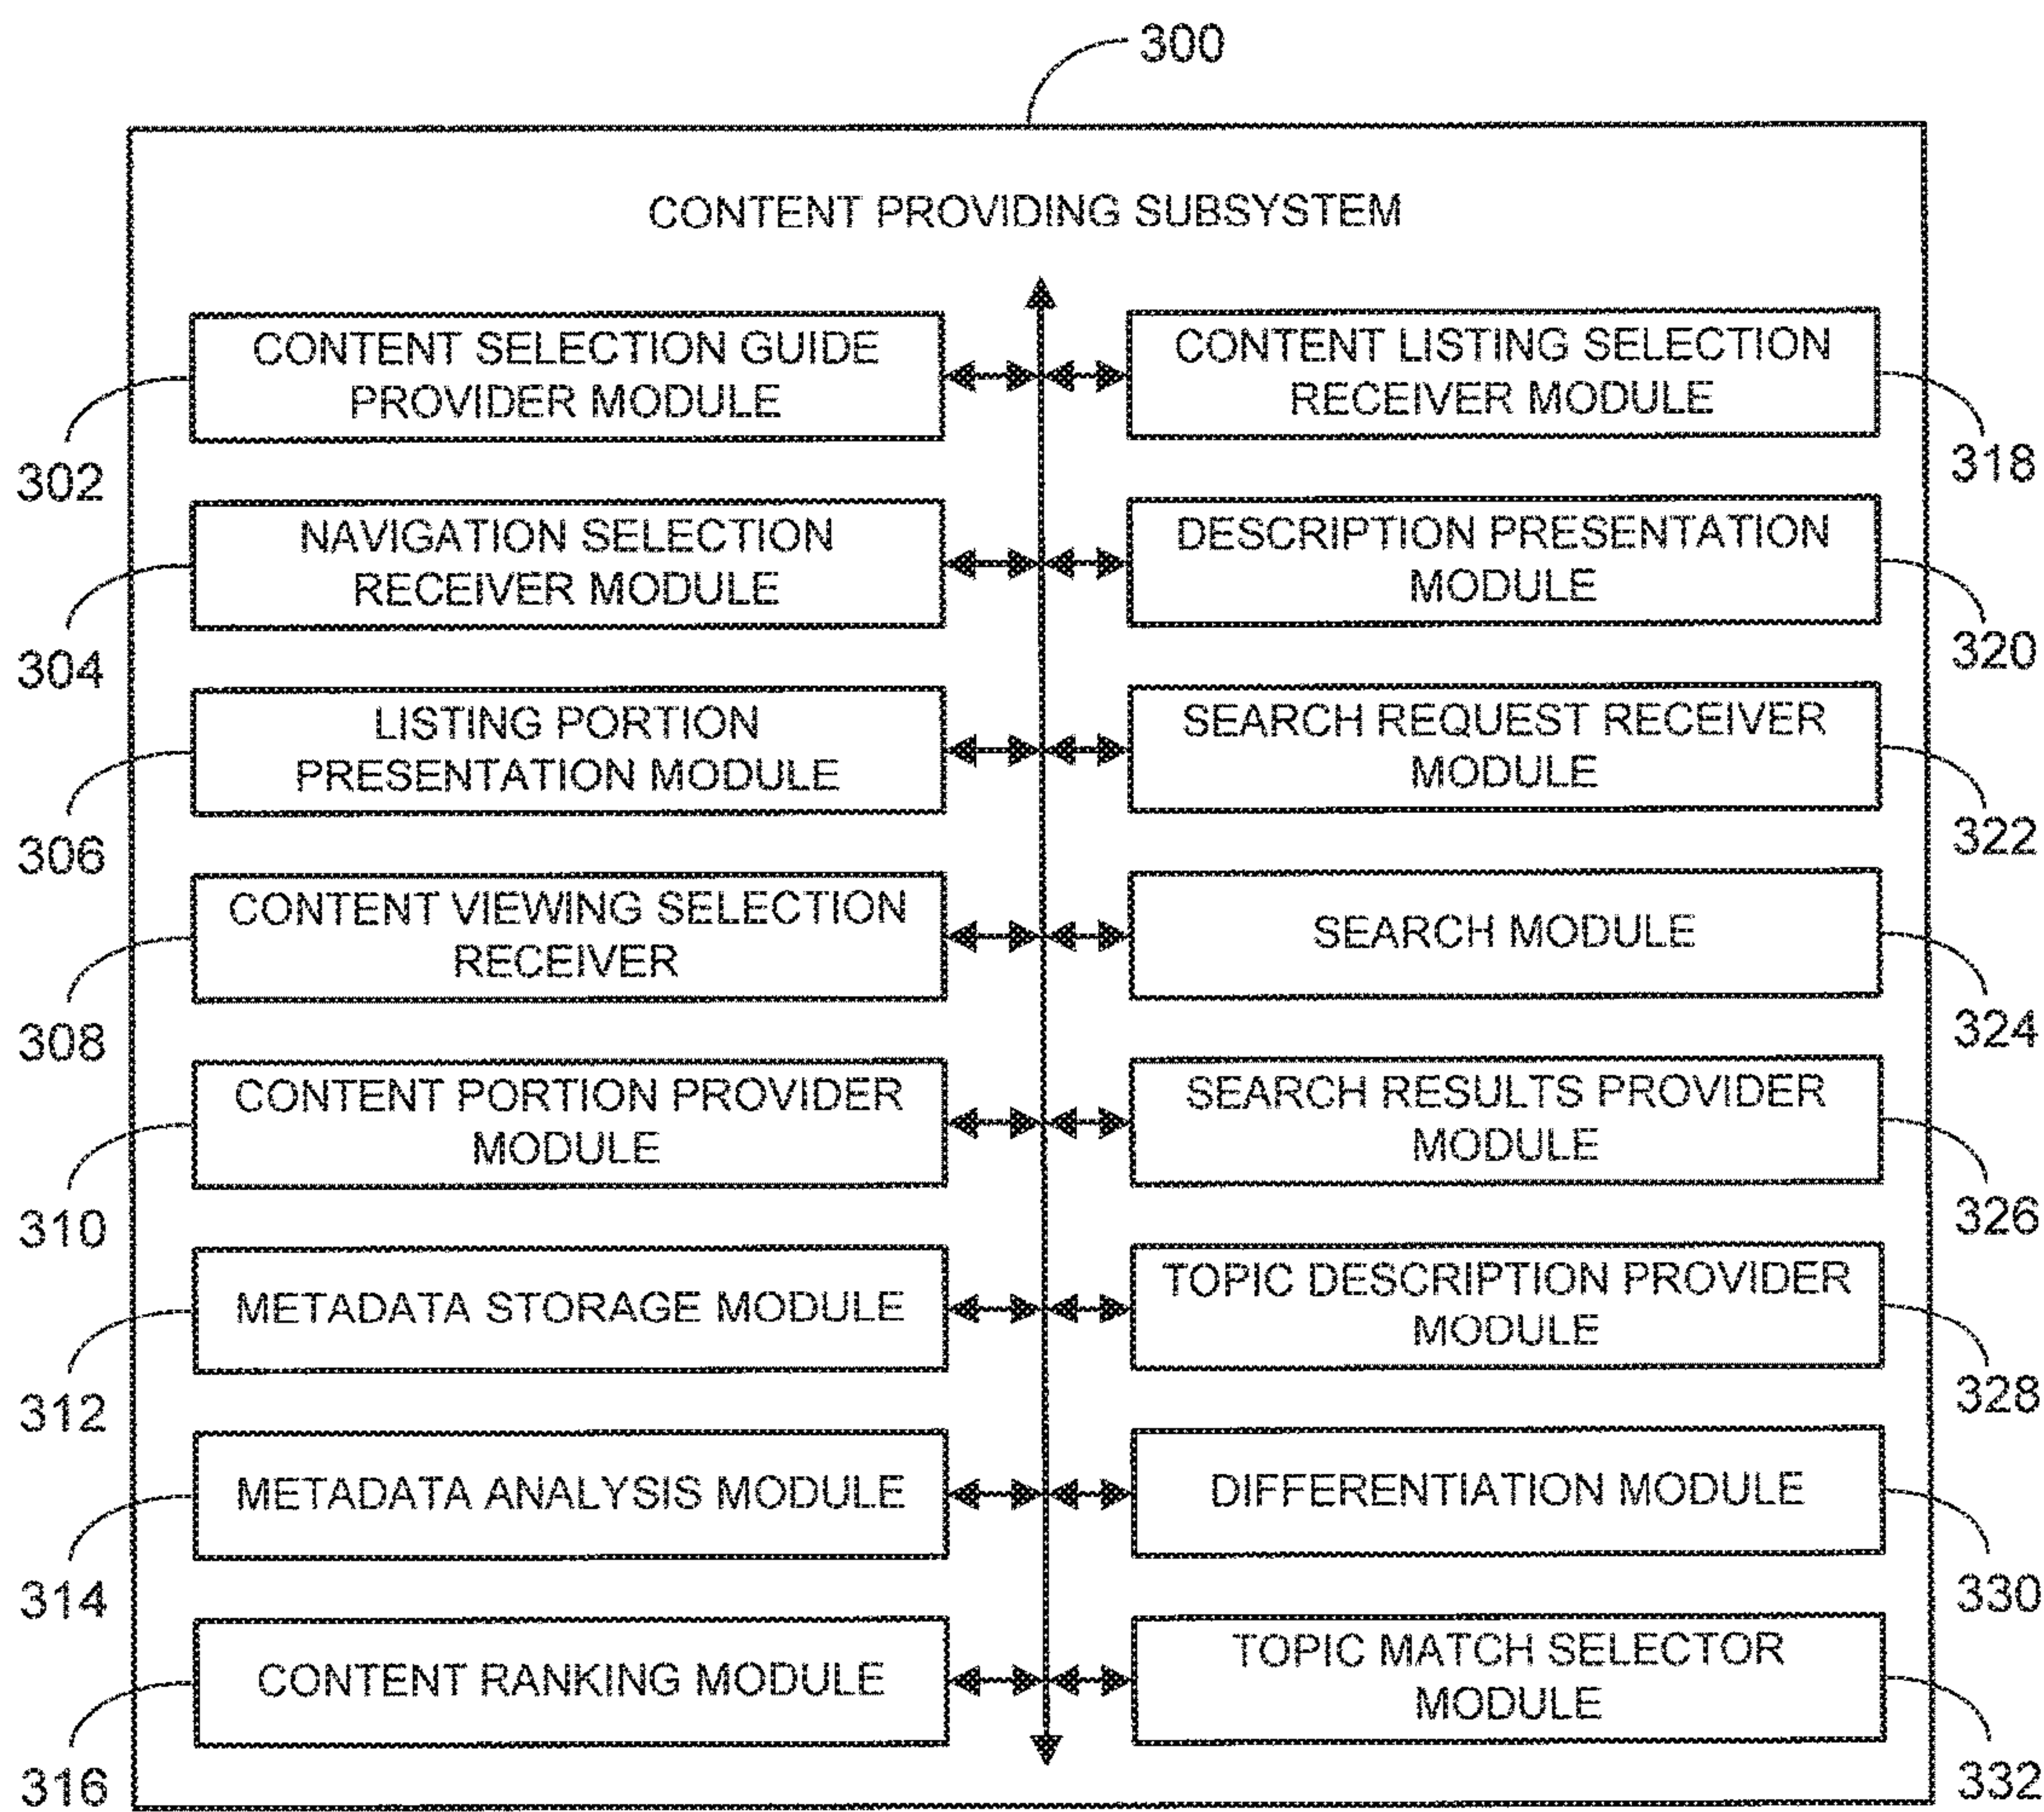 300
CONTENT PROVIDING SUBSYSTEM
CONTENT SELECTION GUIDE
PROVIDER MODULE
302
NAVIGATION SELECTION
RECEIVER MODULE
304
LISTING PORTION
PRESENTATION MODULE
306
CONTENT VIEWING SELECTION
RECEIVER
308
CONTENT PORTION PROVIDER
MODULE
310
METADATA STORAGE MODULE
312
METADATA ANALYSIS MODULE
314
CONTENT RANKING MODULE
316
CONTENT LISTING SELECTION
RECEIVER MODULE
318
DESCRIPTION PRESENTATION
MODULE
320
SEARCH REQUEST RECEIVER
MODULE
322
SEARCH MODULE
324
SEARCH RESULTS PROVIDER
MODULE
326
TOPIC DESCRIPTION PROVIDER
MODULE
328
DIFFERENTIATION MODULE
330
TOPIC MATCH SELECTOR
MODULE
332